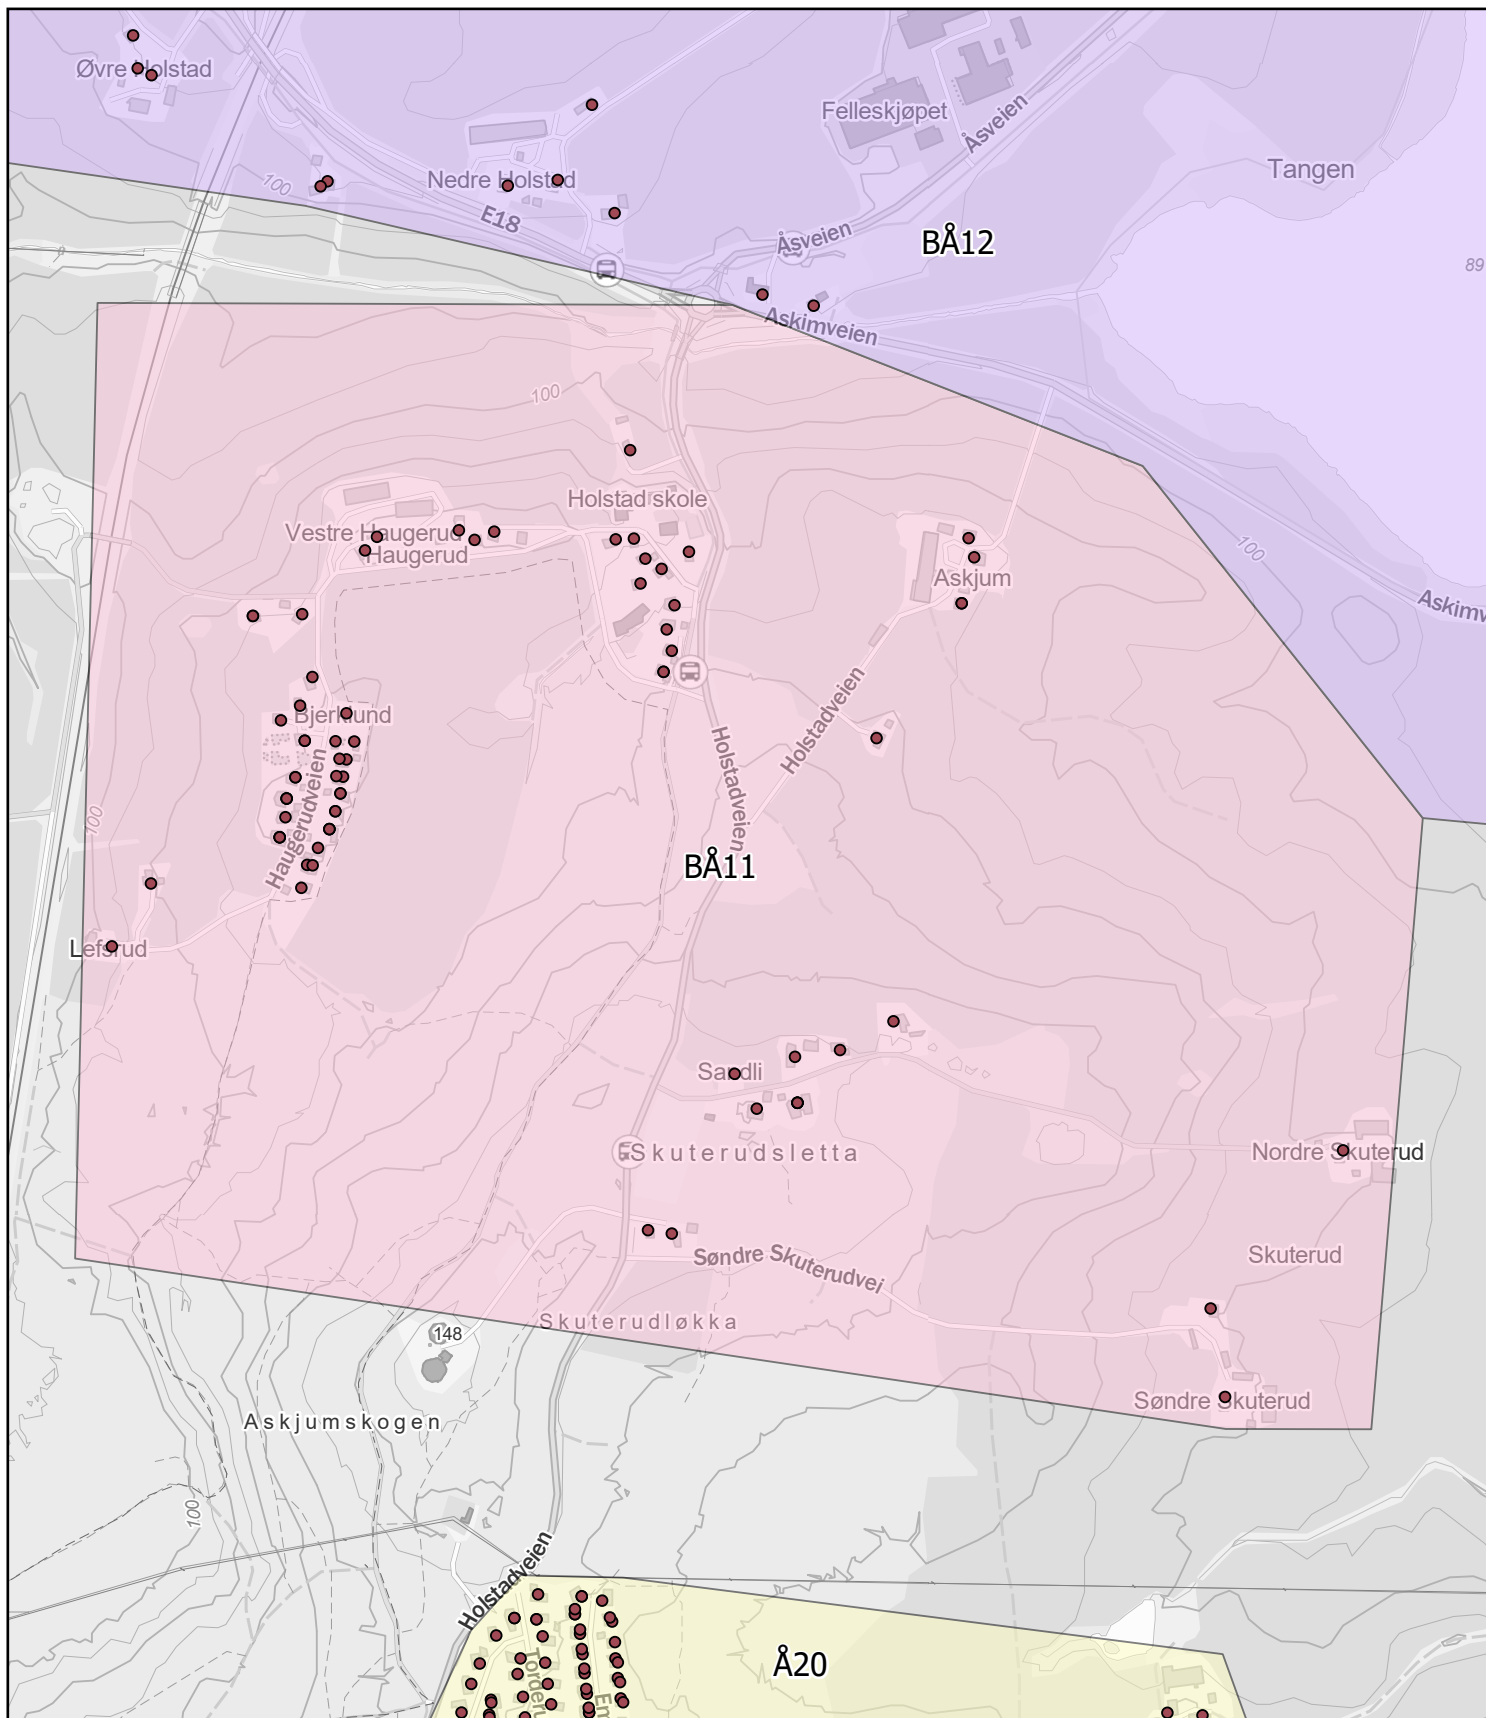 Øvre Holstad
Felleskjøpet
Åsveien
Tangen
100
Nedre Holstad
E18
Åsveien
BÅ12
89
Askimveien
100
Holstad skole
Vestre Haugerud
Haugerud
100
Askjum
Askimv
Bjerklund
Holstadveien
Holstadveien
Haugerudveien
100
BÅ11
Lefsrud
Sandli
Skuterudsletta
Nordre Skuterud
Søndre Skuterudvei
Skuterud
Skuterudløkka
148
Søndre Skuterud
Askjumskogen
100
Holstadveien
Å20
Torderu
Em